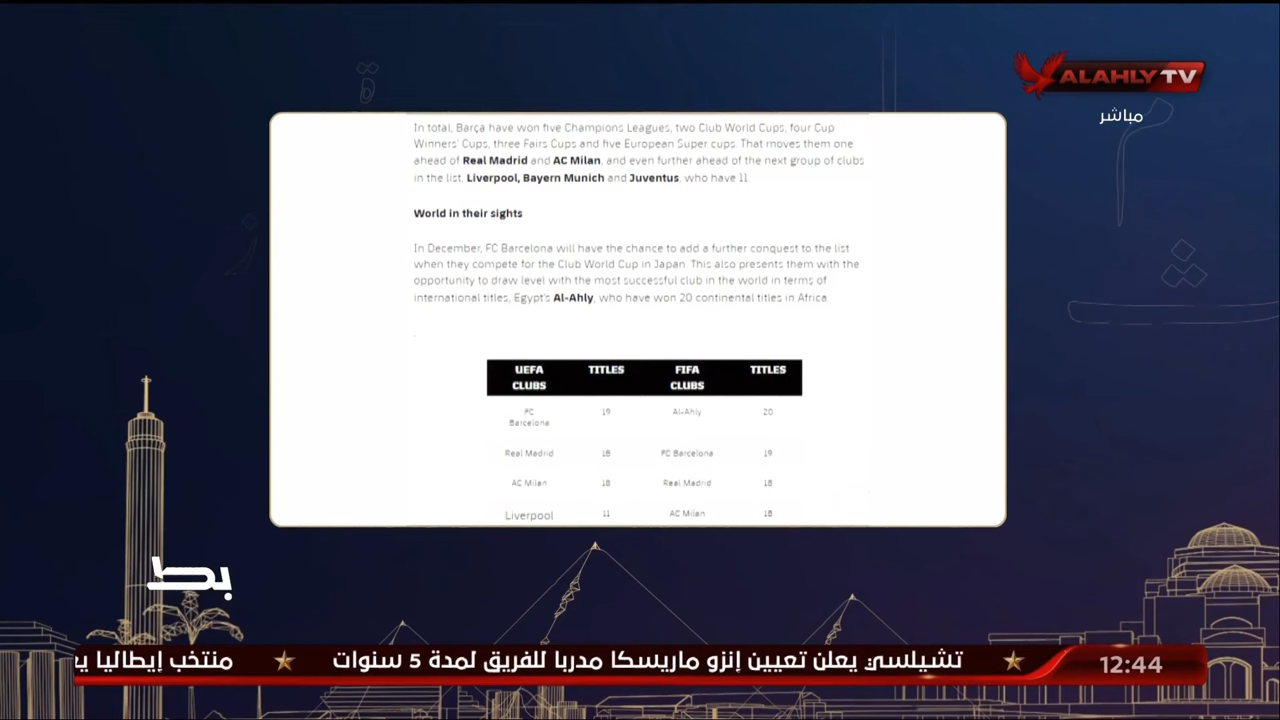 ALAHLY TV
مباشر
In total, Barça have won five Champions Leagues, two Club World Cups, four Cup
Winners' Cups, three Fairs Cups and five European Super cups. That moves them one
ahead of Real Madrid and AC Milan, and even further ahead of the next group of clubs
in the list, Liverpool, Bayern Munich and Juventus, who have 11.
World in their sights
In December, FC Barcelona will have the chance to add a further conquest to the list
when they compete for the Club World Cup in Japan. This also presents them with the
opportunity to draw level with the most successful club in the world in terms of
international titles, Egypt's Al-Ahly, who have won 20 continental titles in Africa.
UEFA CLUBS TITLES FIFA CLUBS TITLES
FC Barcelona 19 Al-Ahly 20
Real Madrid 18 FC Barcelona 19
AC Milan 18 Real Madrid 18
Liverpool 11 AC Milan 18
بط
12:44 ★ تشيلسي يعلن تعيين إنزو ماريسكا مدربا للفريق لمدة 5 سنوات ★ منتخب إيطاليا